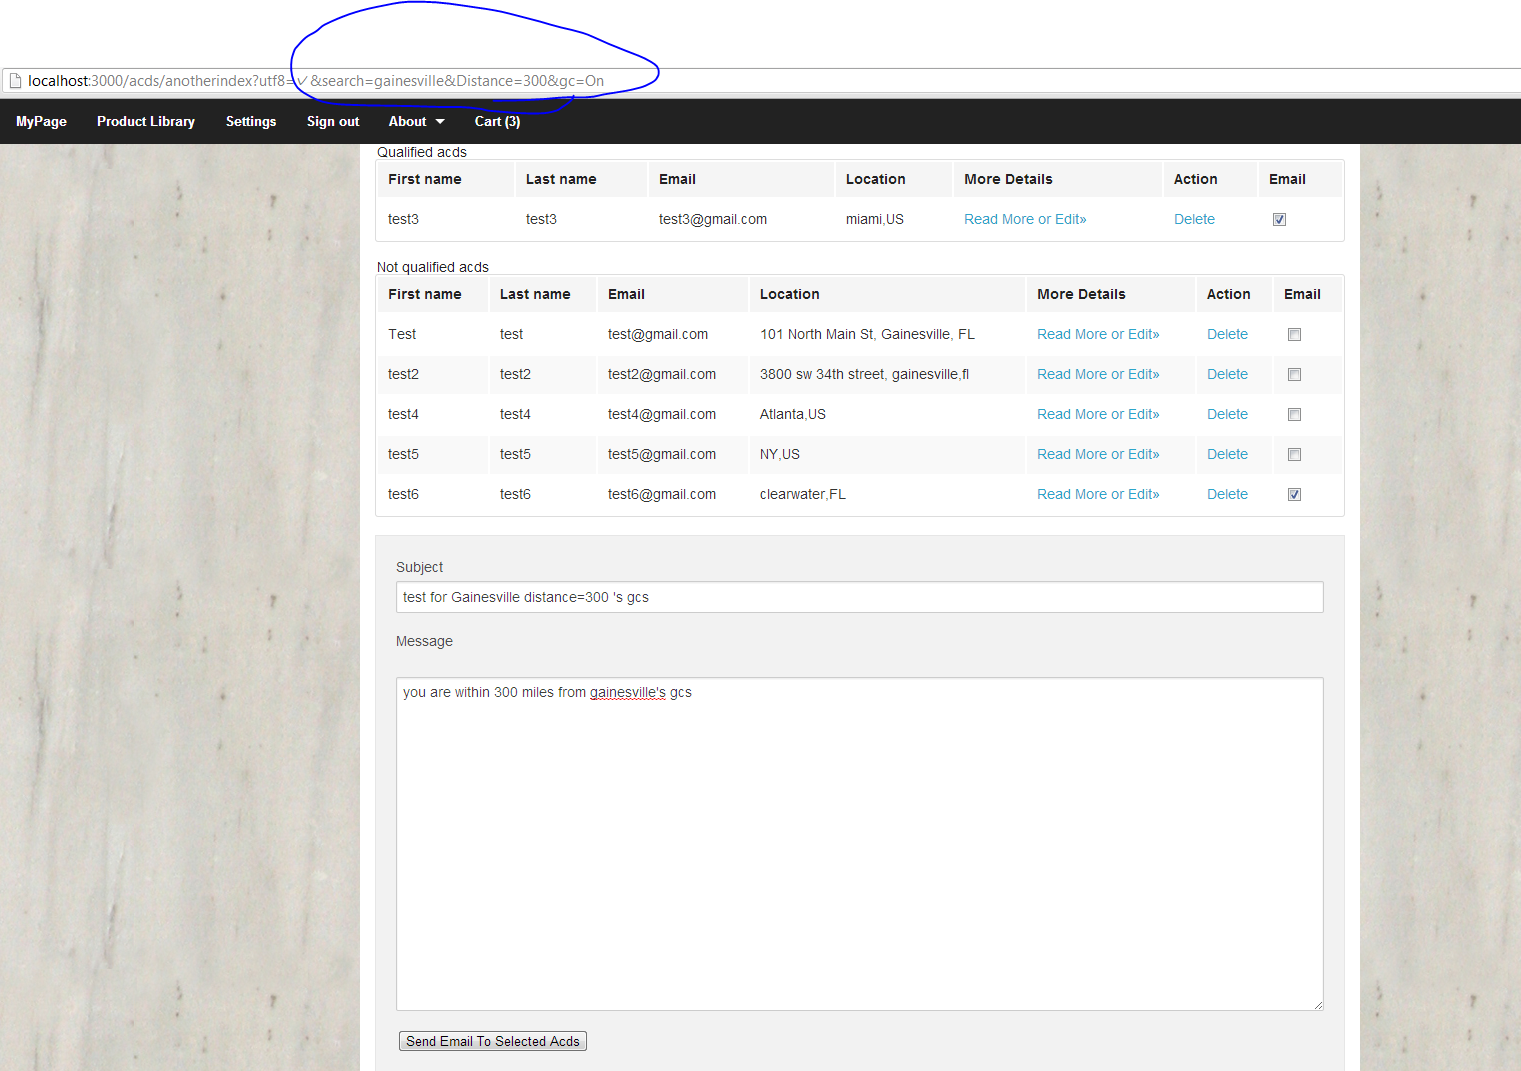 localhost:3000/acds/anotherindex?utf8=✓&search=gainesville&Distance=300&gc=On
MyPage Product Library Settings Sign out About Cart (3)
Qualified acds
First name Last name Email Location More Details Action Email
test3 test3 test3@gmail.com miami,US Read More or Edit» Delete
Not qualified acds
First name Last name Email Location More Details Action Email
Test test test@gmail.com 101 North Main St, Gainesville, FL Read More or Edit» Delete
test2 test2 test2@gmail.com 3800 sw 34th street, gainesville,fl Read More or Edit» Delete
test4 test4 test4@gmail.com Atlanta,US Read More or Edit» Delete
test5 test5 test5@gmail.com NY,US Read More or Edit» Delete
test6 test6 test6@gmail.com clearwater,FL Read More or Edit» Delete
Subject
test for Gainesville distance=300 's gcs
Message
you are within 300 miles from gainesville's gcs
Send Email To Selected Acds